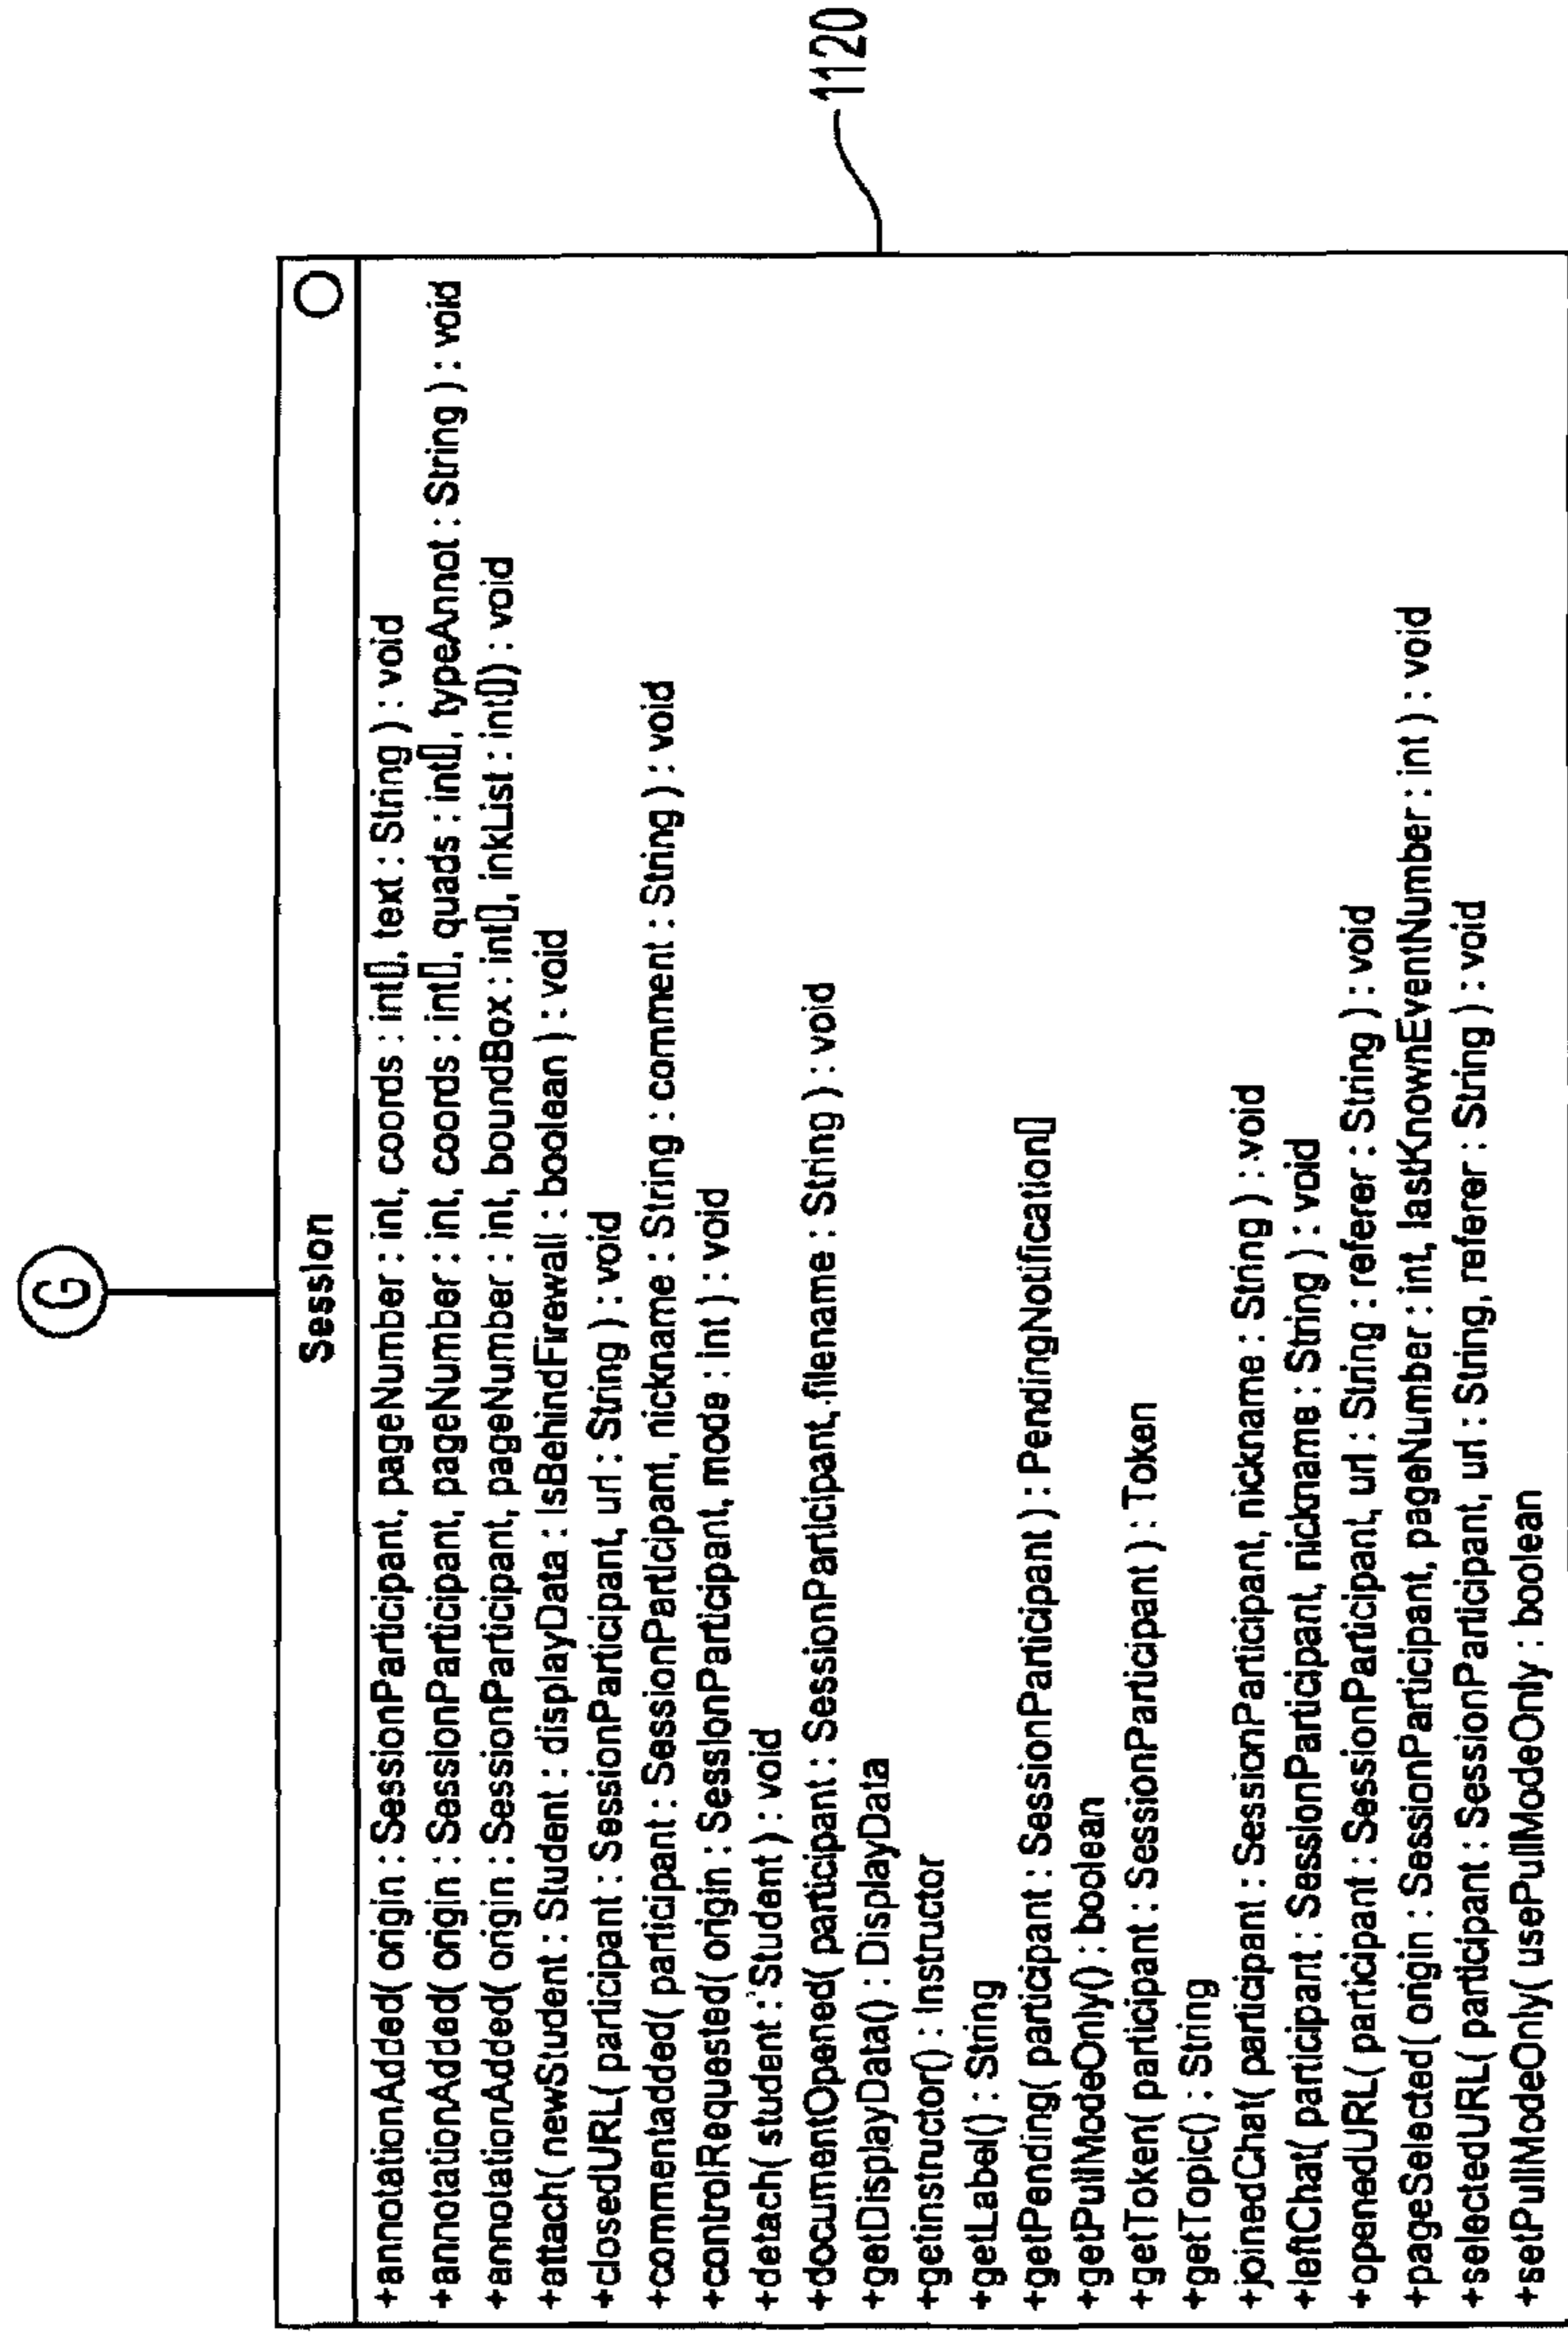 G
Session
+annotationAdded( origin : SessionParticipant, pageNumber : int, coords : int[], text : String ) : void
+annotationAdded( origin : SessionParticipant, pageNumber : int, coords : int[], quads : int[], typeAnnot : String ) : void
+annotationAdded( origin : SessionParticipant, pageNumber : int, boundBox : int[], inkList : int[]) : void
+attach( newStudent : Student : displayData : IsBehindFirewall : boolean ) : void
+closedURL( participant : SessionParticipant, url : String ) : void
+commentadded( participant : SessionParticipant, nickname : String : comment : String ) : void
+controlRequested( origin : SessionParticipant, mode : int ) : void
+detach( student : Student ) : void
+documentOpened( participant : SessionParticipant, filename : String ) : void
+getDisplayData() : DisplayData
+getinstructor() : Instructor
+getLabel() : String
+getPending( participant : SessionParticipant ) : PendingNotification[]
+getPullModeOnly() : boolean
+getToken( participant : SessionParticipant ) : Token
+getTopic() : String
+joinedChat( participant : SessionParticipant, nickname : String ) : void
+leftChat( participant : SessionParticipant, nickname : String ) : void
+openedURL( participant : SessionParticipant, url : String : referer : String ) : void
+pageSelected( origin : SessionParticipant, pageNumber : int, lastKnownEventNumber : int ) : void
+selectedURL( participant : SessionParticipant, url : String, referer : String ) : void
+setPullModeOnly( usePullModeOnly : boolean
1120